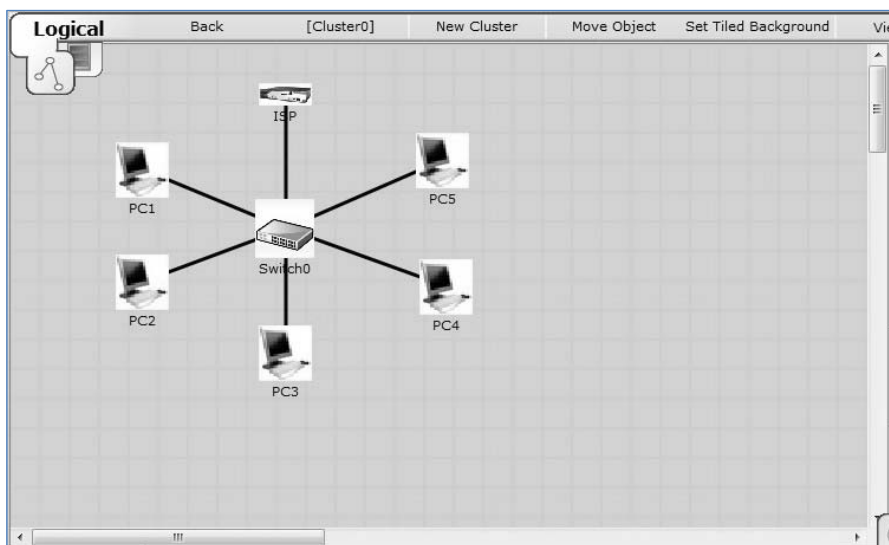 Logical Back [Cluster0] New Cluster Move Object Set Tiled Background
ISP
PC1
PC5
Switch0
PC2
PC4
PC3